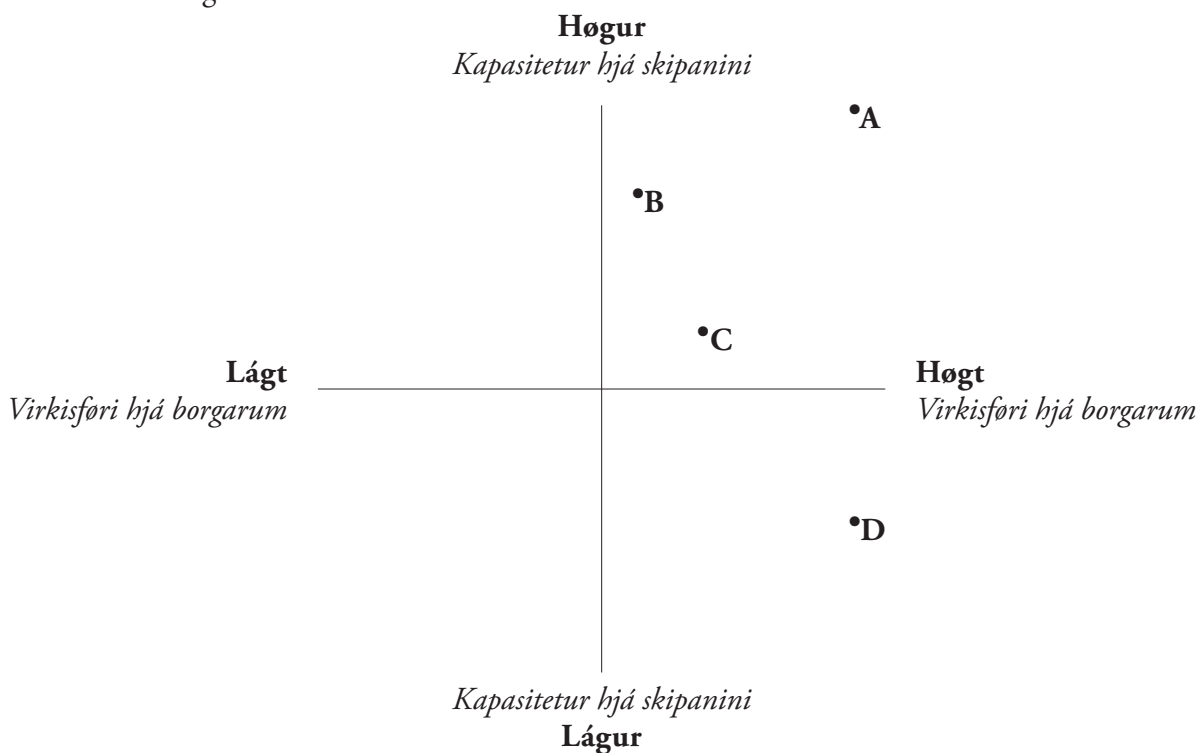 Høgur
Kapasitetur hjá skipanini
•A
•B
•C
Lágt
Virkisføri hjá borgarum
Høgt
Virkisføri hjá borgarum
•D
Kapasitetur hjá skipanini
Lágur